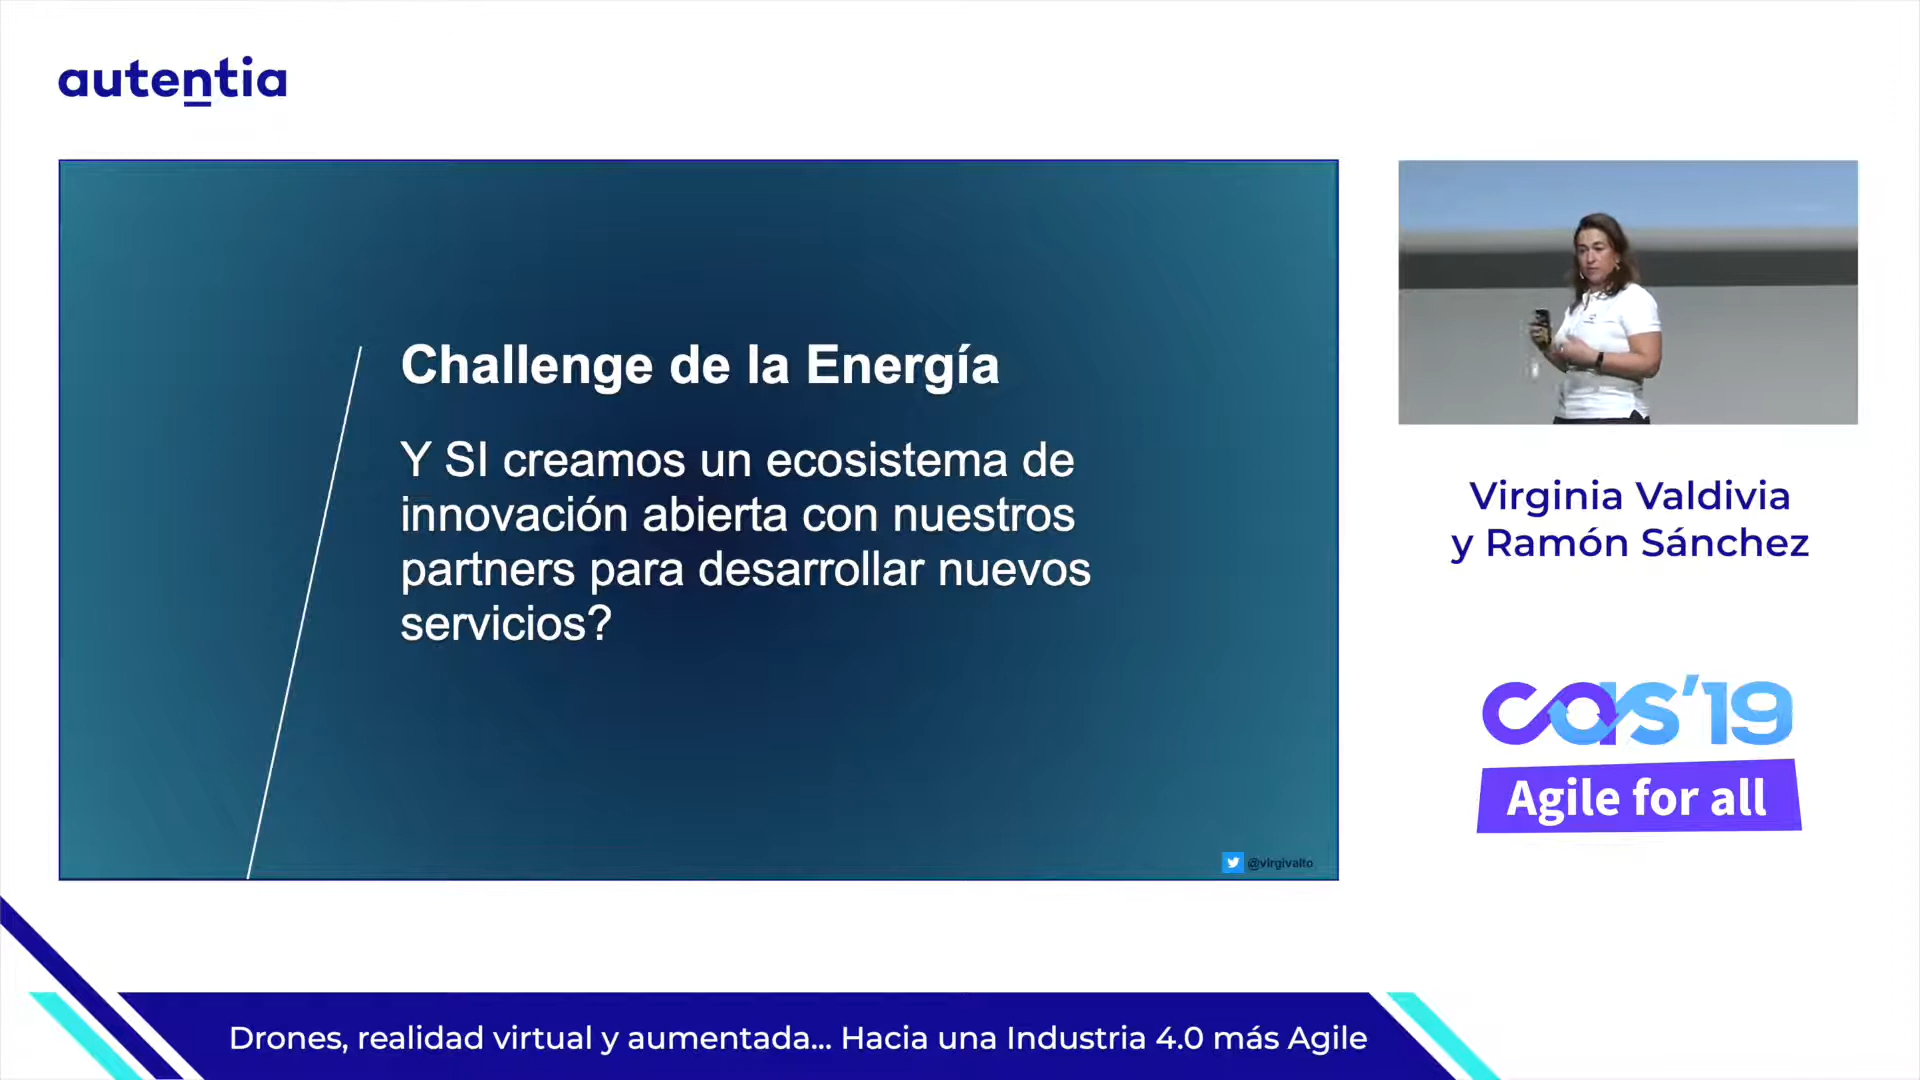 autentia
Challenge de la Energía
Y SI creamos un ecosistema de
innovación abierta con nuestros
partners para desarrollar nuevos
servicios?
@virgivalto
Virginia Valdivia
y Ramón Sánchez
cas'19
Agile for all
Drones, realidad virtual y aumentada... Hacia una Industria 4.0 más Agile